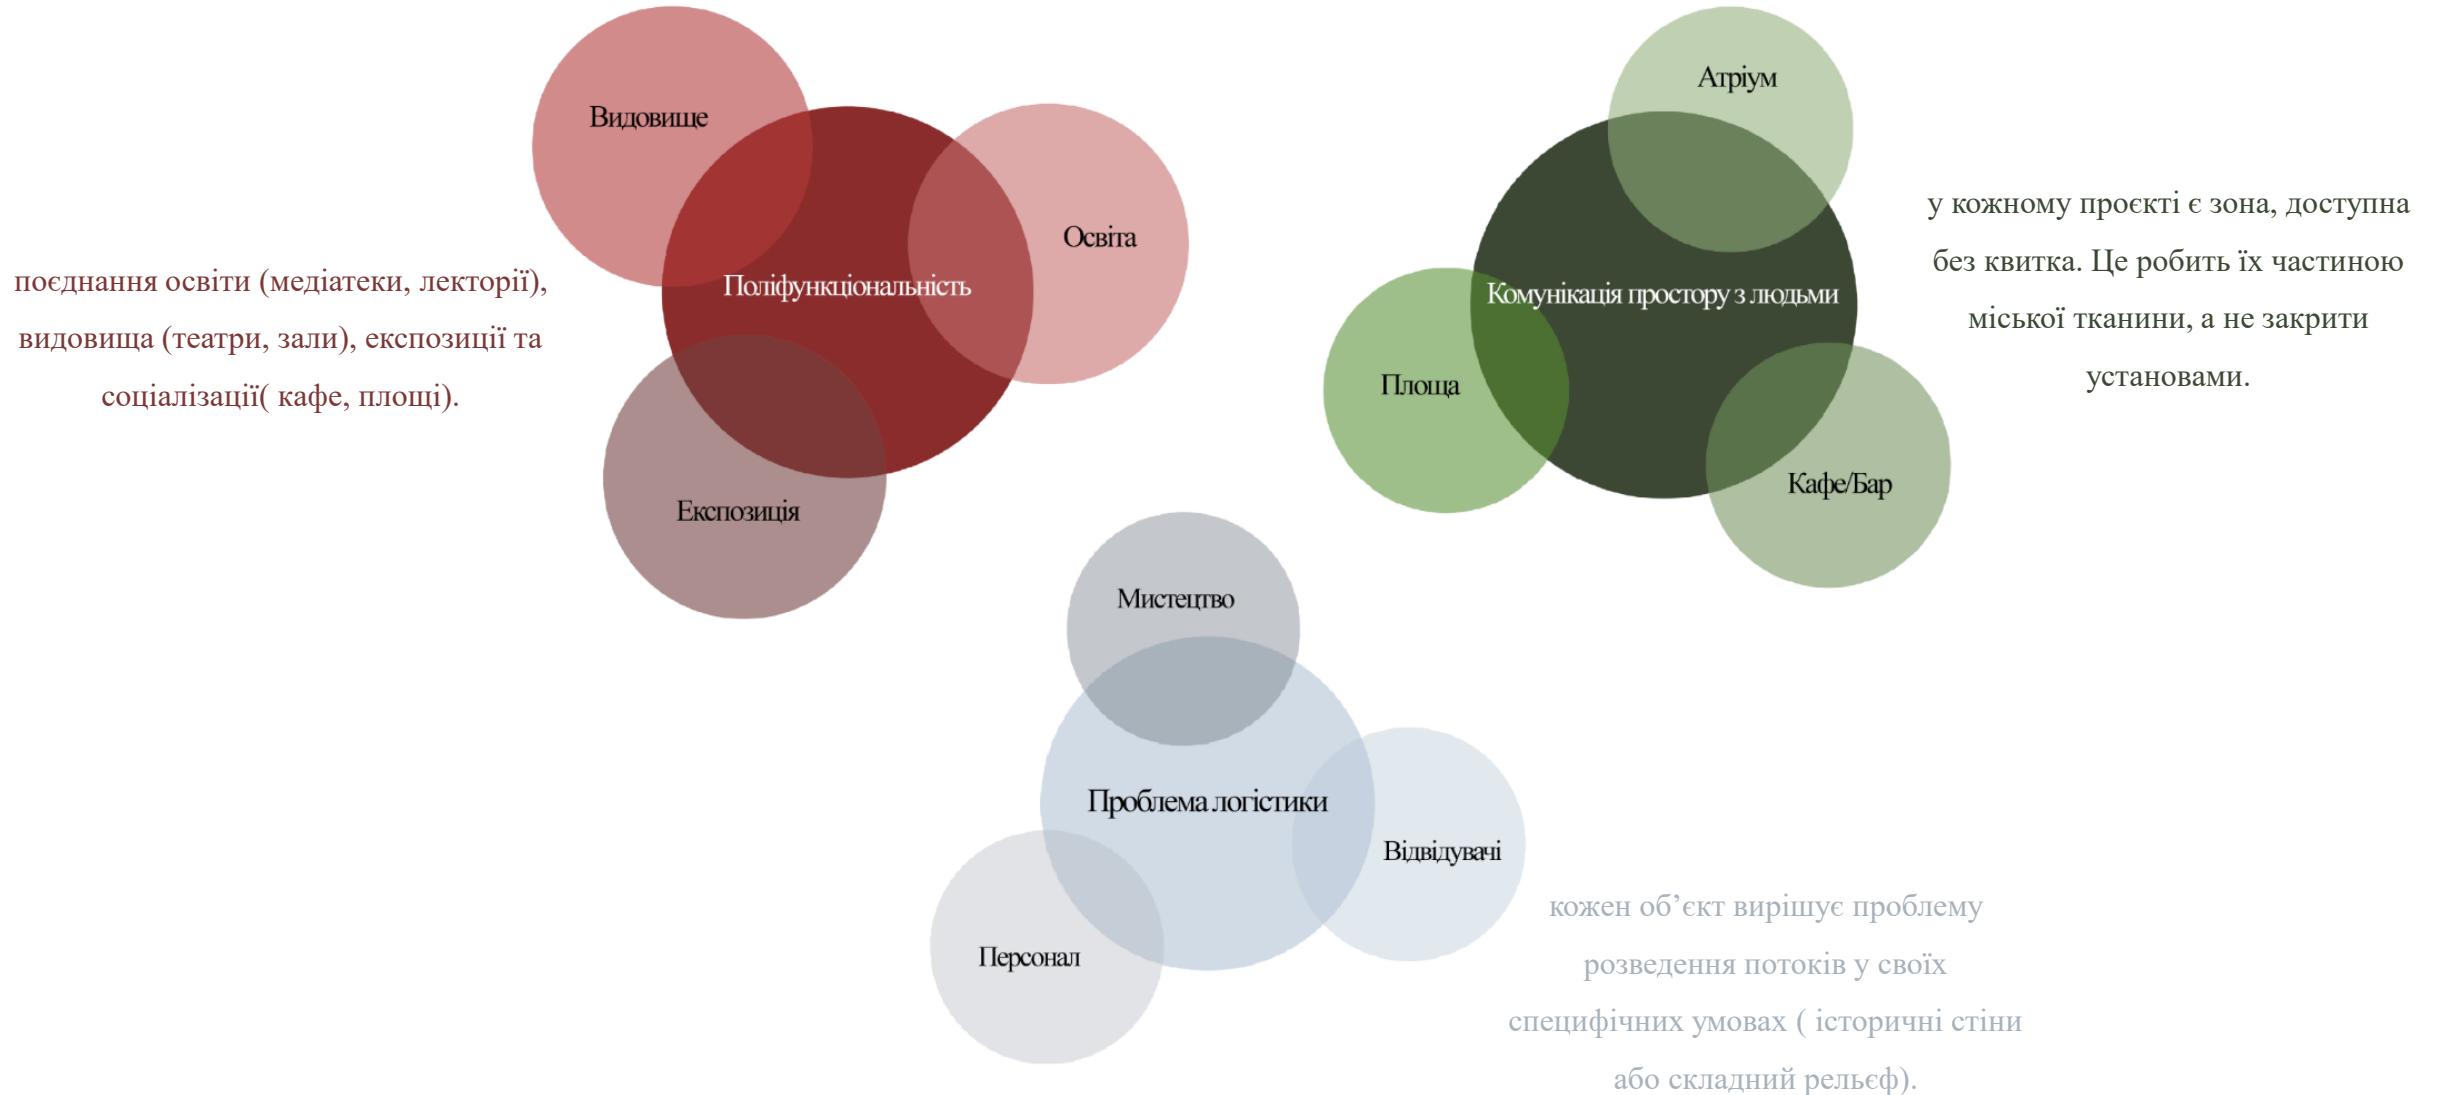 поєднання освіти (медіатеки, лекторії),
видовища (театри, зали), експозиції та
соціалізації( кафе, площі).
Видовище
Освіта
Поліфункціональність
Експозиція
Атріум
Комунікація простору з людьми
Площа
Кафе/Бар
у кожному проєкті є зона, доступна
без квитка. Це робить їх частиною
міської тканини, а не закрити
установами.
Мистецтво
Проблема логістики
Відвідувачі
Персонал
кожен об’єкт вирішує проблему
розведення потоків у своїх
специфічних умовах ( історичні стіни
або складний рельєф).